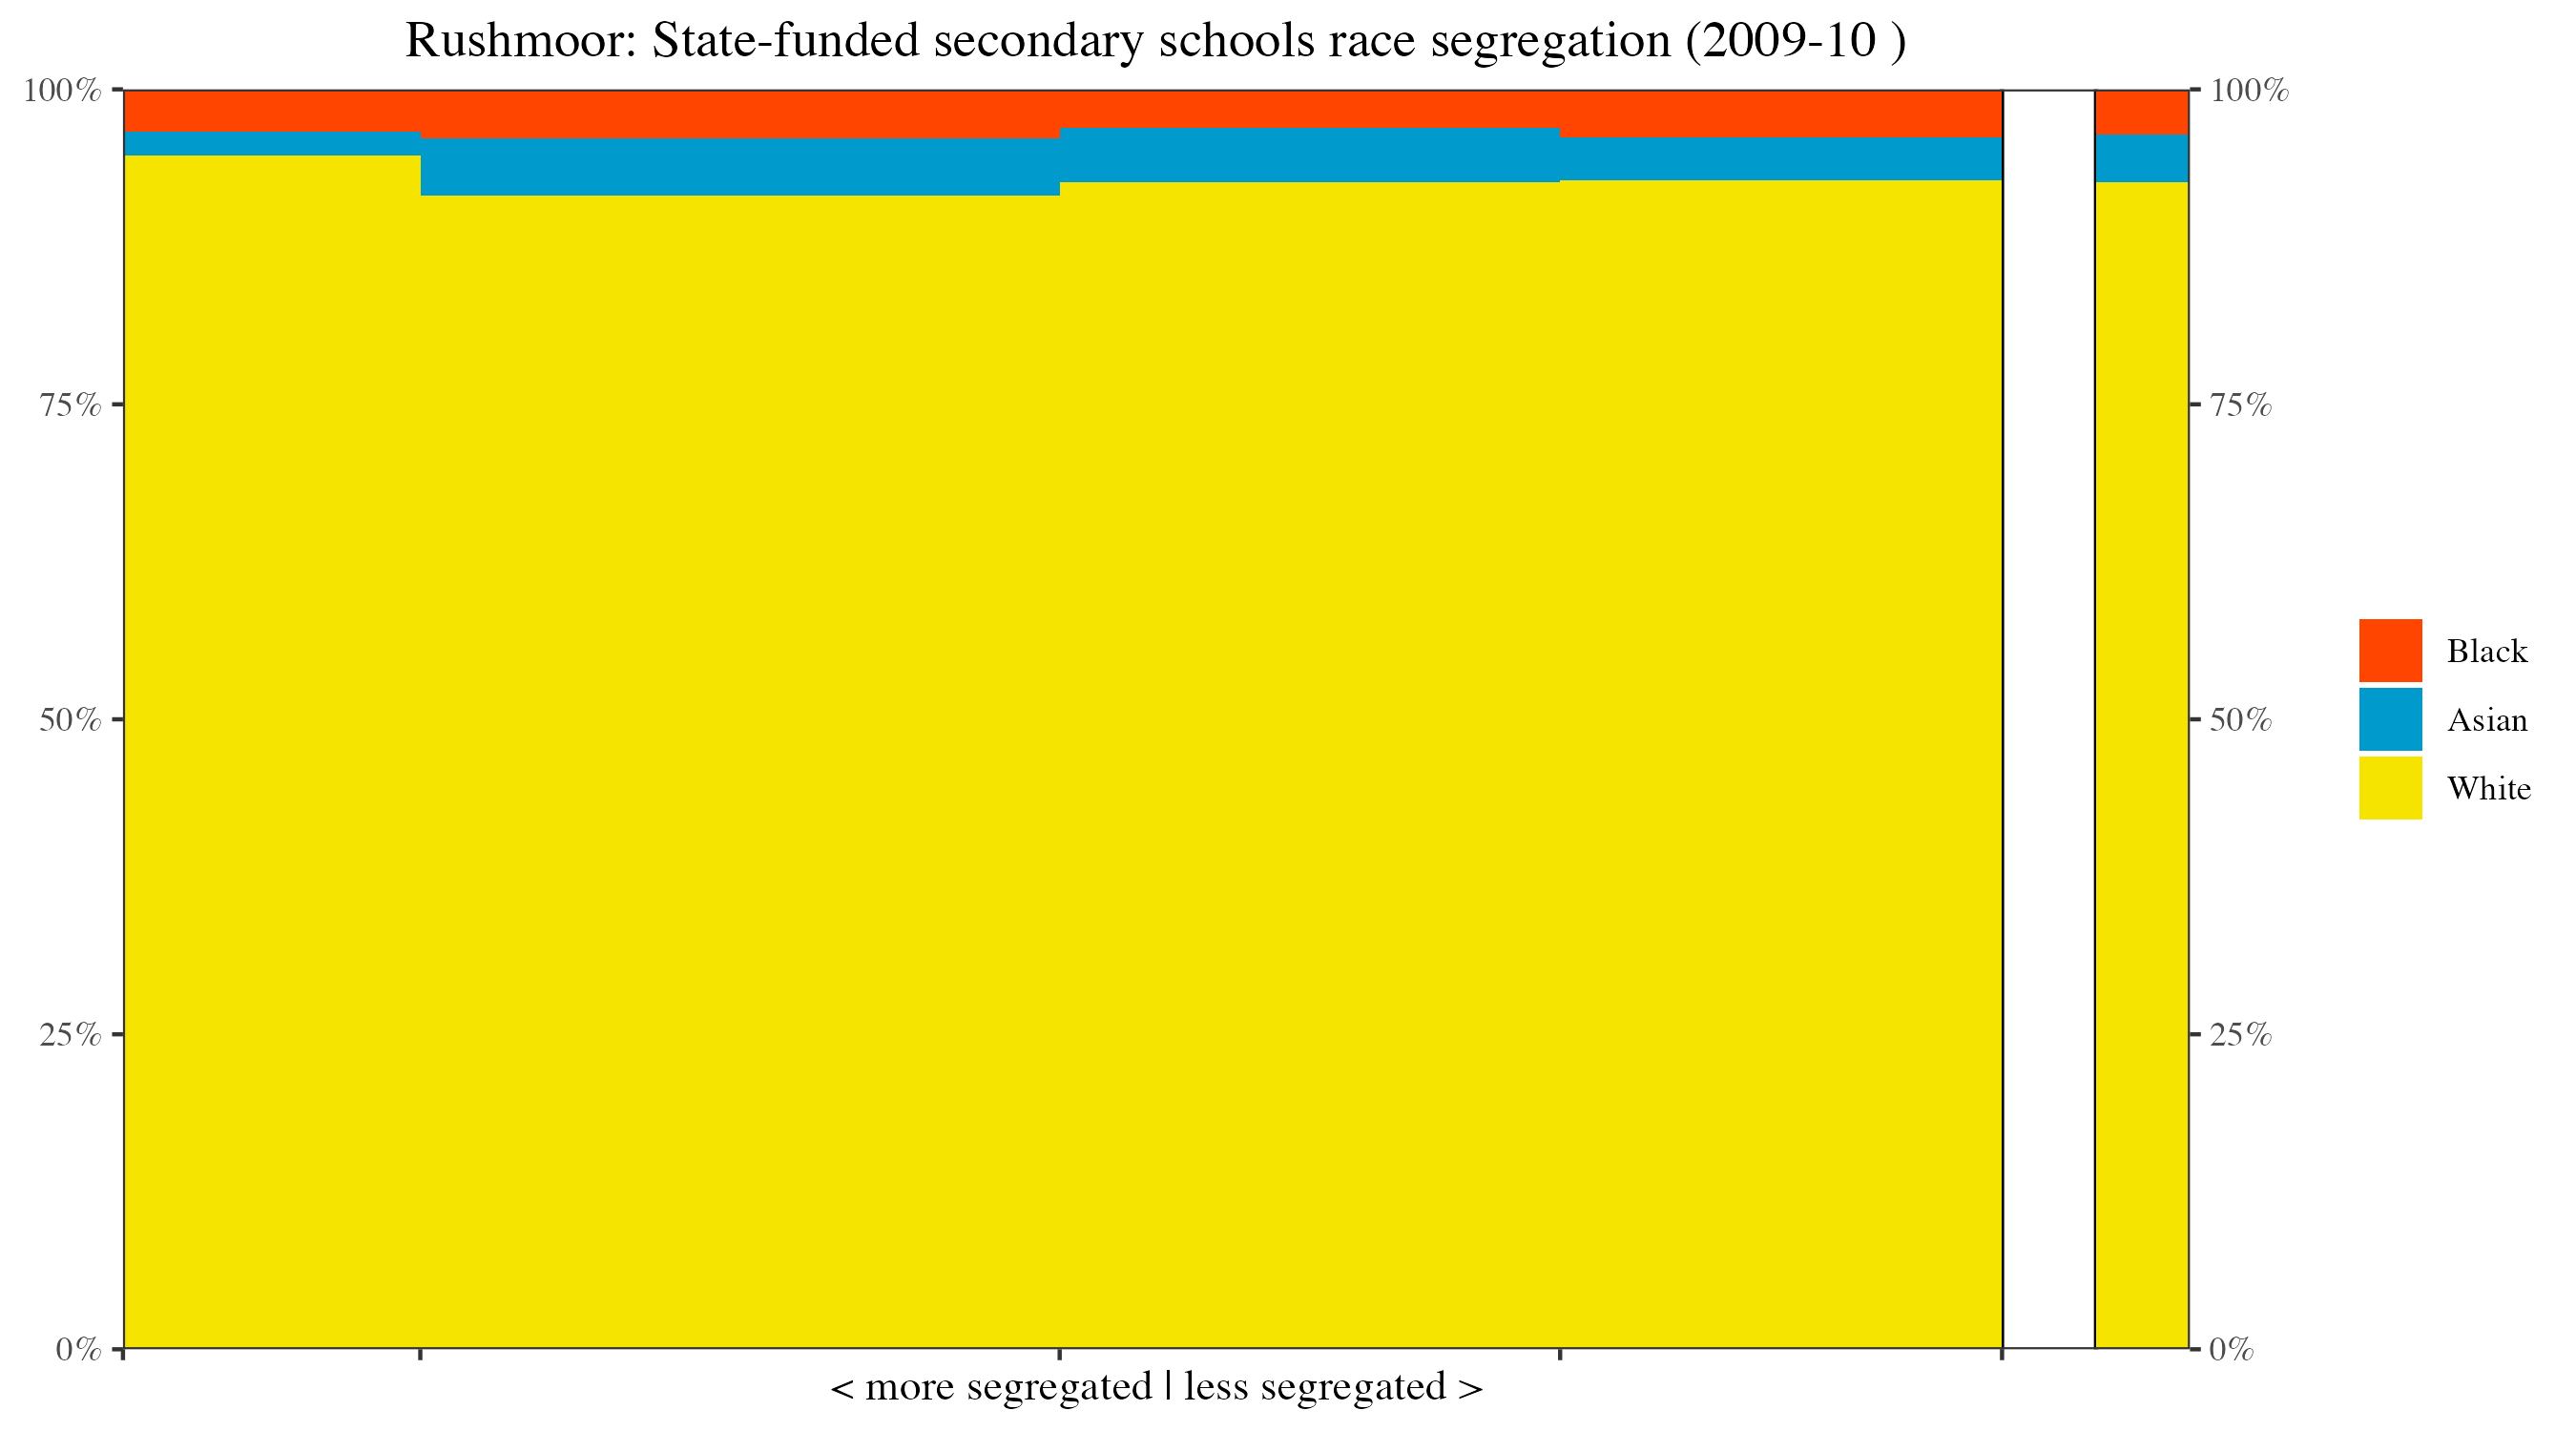 Rushmoor: State-funded secondary schools race segregation (2009-10 )
100%
75%
50%
25%
0%
100%
75%
50%
25%
0%
Black
Asian
White
< more segregated | less segregated >